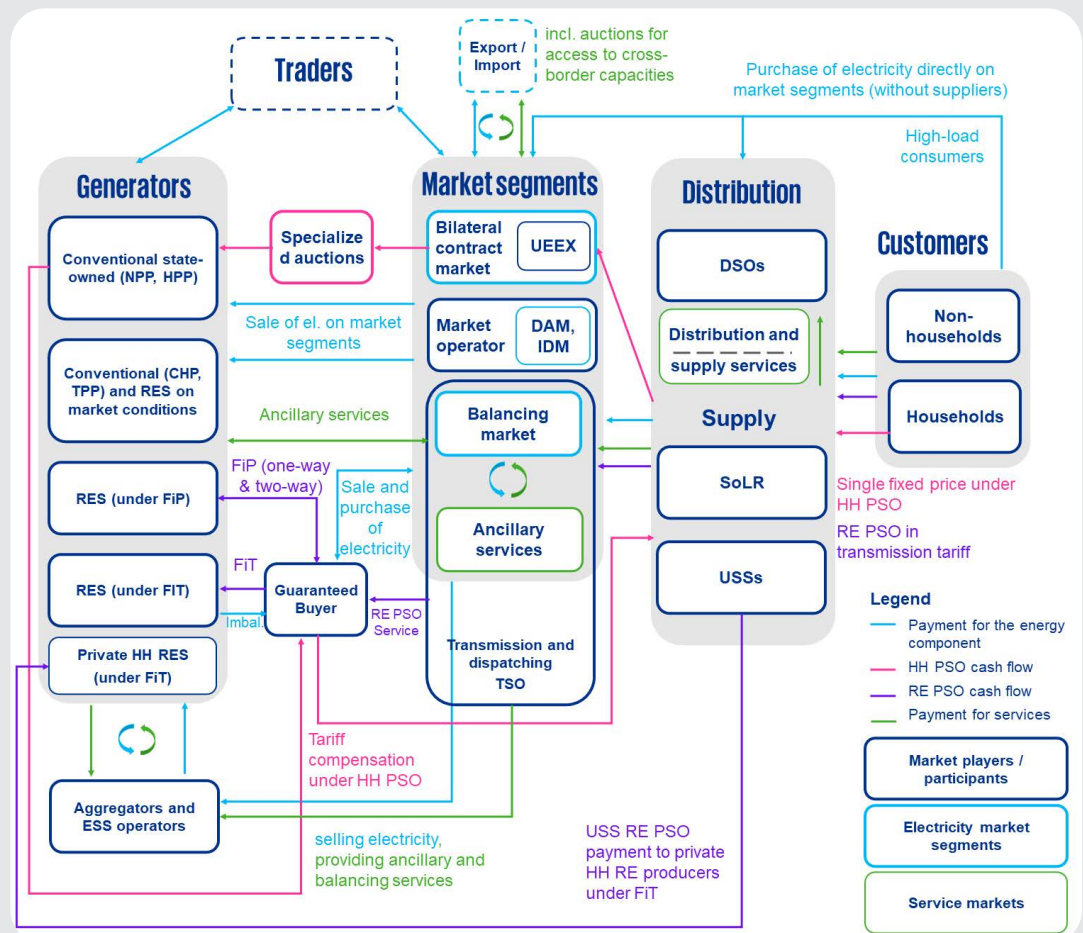 Traders
Export /
Import
incl. auctions for
access to cross-
border capacities
Purchase of electricity directly on
market segments (without suppliers)
High-load
consumers
Generators
Conventional state-
owned (NPP, HPP)
Conventional (CHP,
TPP) and RES on
market conditions
RES (under FiP)
RES (under FIT)
Private HH RES
(under FiT)
Aggregators and
ESS operators
Specialize
d auctions
Sale of el. on market
segments
Ancillary services
FiP (one-way
& two-way)
Sale and
purchase
of
electricity
FiT
Imbal.
Guaranteed
Buyer
RE PSO
Service
Market segments
Bilateral
contract
market
UEEX
Market
operator
DAM,
IDM
Balancing
market
Ancillary
services
Transmission and
dispatching
TSO
Tariff
compensation
under HH PSO
selling electricity,
providing ancillary and
balancing services
Distribution
DSOs
Distribution and
supply services
Supply
SoLR
USSs
USS RE PSO
payment to private
HH RE producers
under FiT
Customers
Non-
households
Households
Single fixed price under
HH PSO
RE PSO in
transmission tariff
Legend
Payment for the energy
component
HH PSO cash flow
RE PSO cash flow
Payment for services
Market players /
participants
Electricity market
segments
Service markets